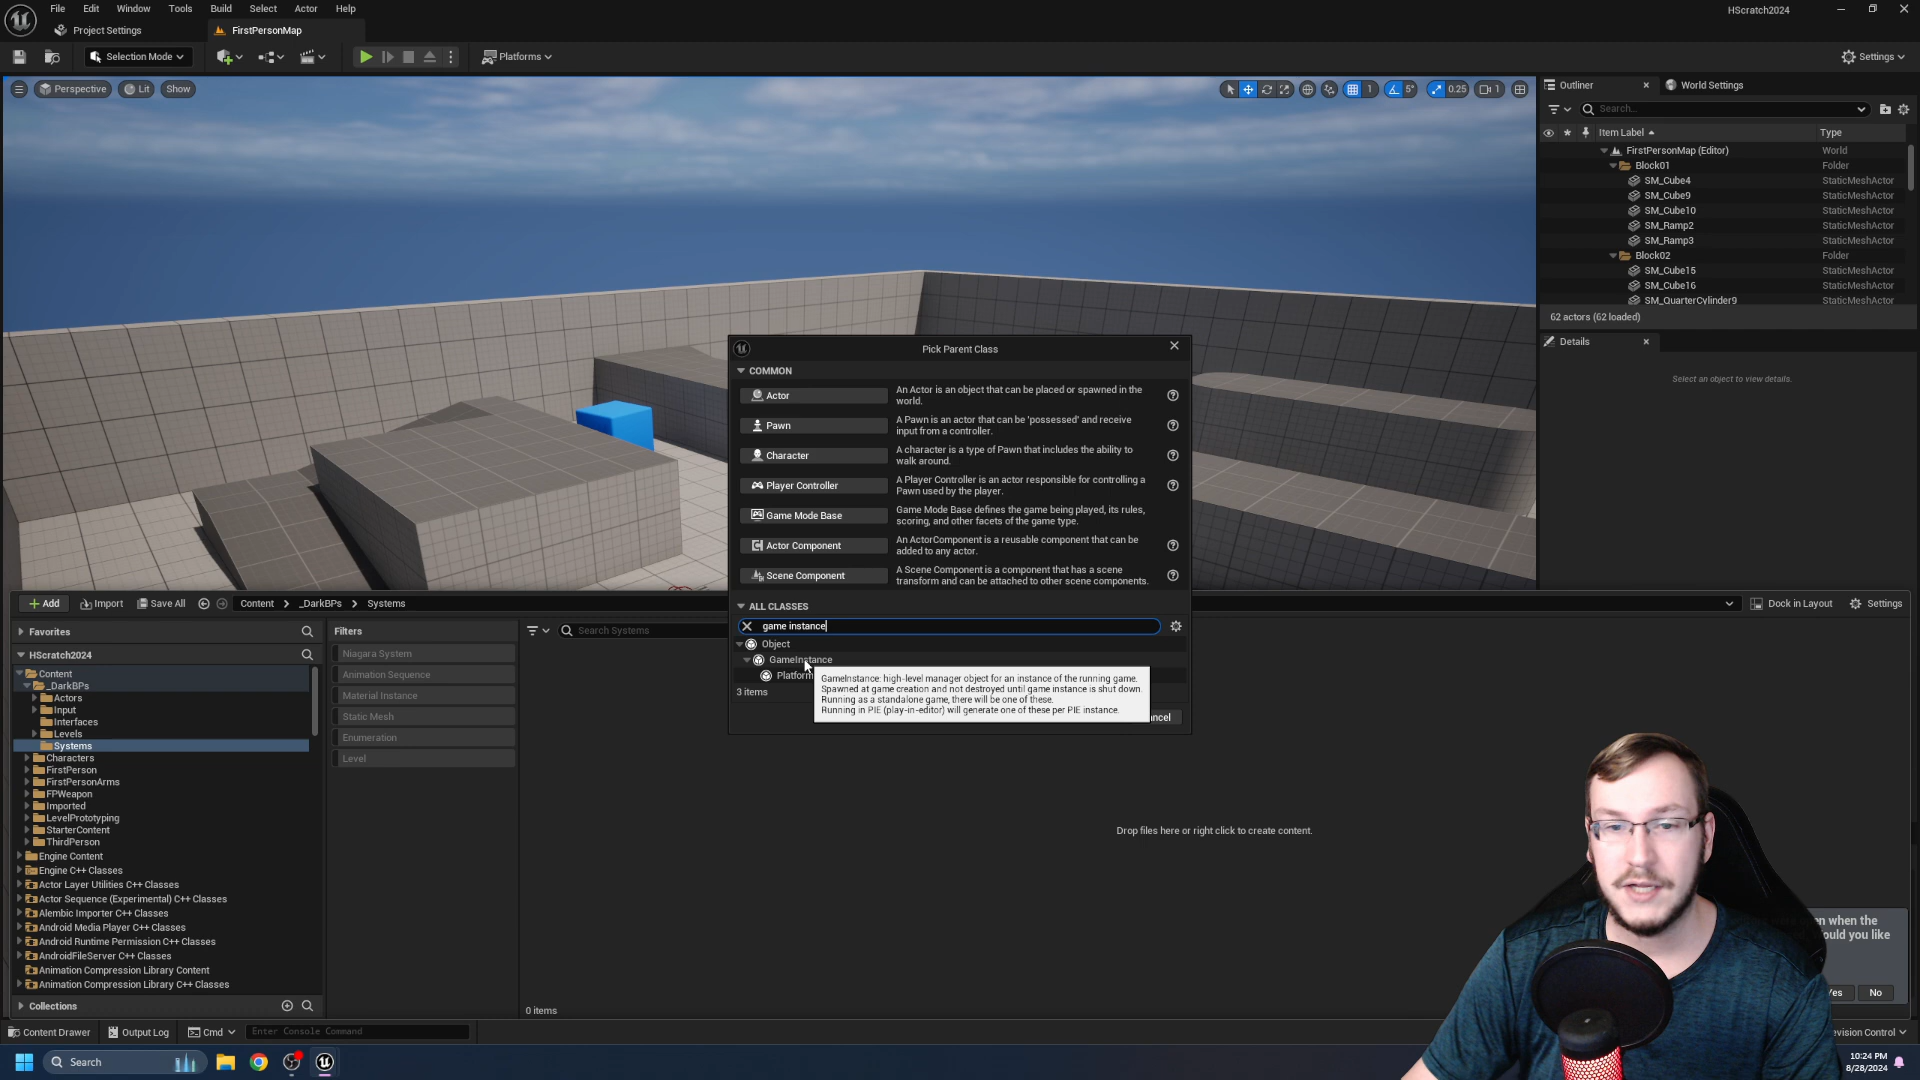 File Edit Window Tools Build Select Actor Help
HScratch2024
Project Settings
FirstPersonMap
Selection Mode
Platforms
Settings
Perspective
Lit
Show
1
5°
0.25
1
Outliner
World Settings
Search...
Item Label
Type
FirstPersonMap (Editor) World
Block01 Folder
SM_Cube4 StaticMeshActor
SM_Cube9 StaticMeshActor
SM_Cube10 StaticMeshActor
SM_Ramp2 StaticMeshActor
SM_Ramp3 StaticMeshActor
Block02 Folder
SM_Cube15 StaticMeshActor
SM_Cube16 StaticMeshActor
SM_QuarterCylinder9 StaticMeshActor
62 actors (62 loaded)
Details
Select an object to view details.
Pick Parent Class
COMMON
Actor
An Actor is an object that can be placed or spawned in the
world.
Pawn
A Pawn is an actor that can be 'possessed' and receive
input from a controller.
Character
A character is a type of Pawn that includes the ability to
walk around.
Player Controller
A Player Controller is an actor responsible for controlling a
Pawn used by the player.
Game Mode Base
Game Mode Base defines the game being played, its rules,
scoring, and other facets of the game type.
Actor Component
An ActorComponent is a reusable component that can be
added to any actor.
Scene Component
A Scene Component is a component that has a scene
transform and can be attached to other scene components.
ALL CLASSES
game instance
Object
GameInstance
Platform
3 items
GameInstance: high-level manager object for an instance of the running game.
Spawned at game creation and not destroyed until game instance is shut down.
Running as a standalone game, there will be one of these.
Running in PIE (play-in-editor) will generate one of these per PIE instance.
ancel
Add
Import
Save All
Content > _DarkBPs > Systems
Dock in Layout
Settings
Favorites
HScratch2024
Content
_DarkBPs
Actors
Input
Interfaces
Levels
Systems
Characters
FirstPerson
FirstPersonArms
FPWeapon
Imported
LevelPrototyping
StarterContent
ThirdPerson
Engine Content
Engine C++ Classes
Actor Layer Utilities C++ Classes
Actor Sequence (Experimental) C++ Classes
Alembic Importer C++ Classes
Android Media Player C++ Classes
Android Runtime Permission C++ Classes
AndroidFileServer C++ Classes
Animation Compression Library Content
Animation Compression Library C++ Classes
Collections
Filters
Niagara System
Animation Sequence
Material Instance
Static Mesh
Enumeration
Level
Search Systems
Drop files here or right click to create content.
0 items
n when the
ould you like
Yes
No
Content Drawer
Output Log
Cmd
Enter Console Command
evision Control
Search
10:24 PM
8/28/2024